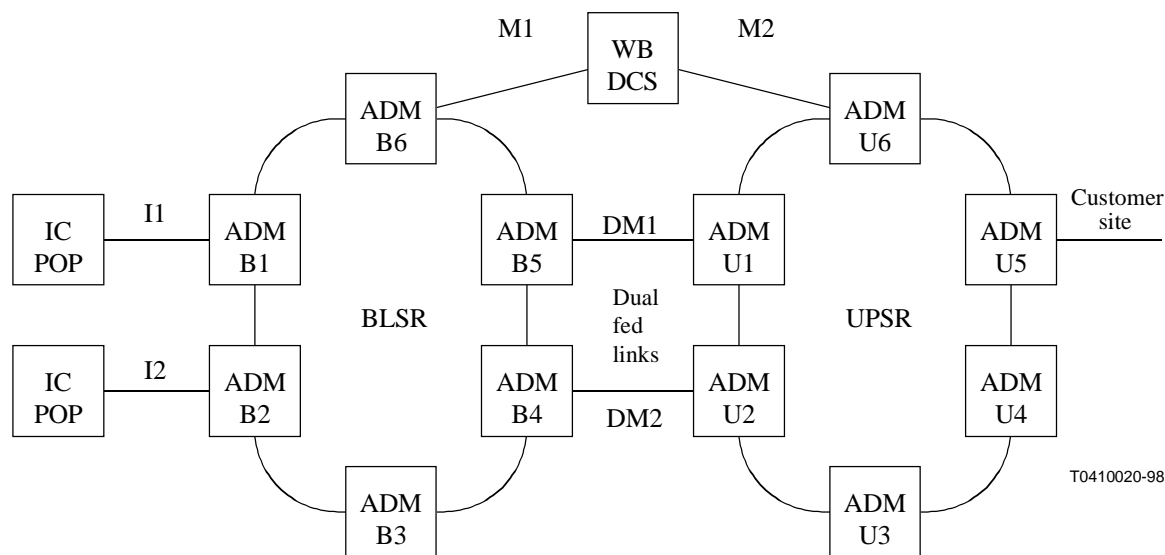 M1
WB
DCS
M2
ADM
B6
ADM
U6
IC
POP
I1
ADM
B1
ADM
B5
DM1
ADM
U1
ADM
U5
Customer
site
BLSR
Dual
fed
links
UPSR
IC
POP
I2
ADM
B2
ADM
B4
DM2
ADM
U2
ADM
U4
ADM
B3
ADM
U3
T0410020-98